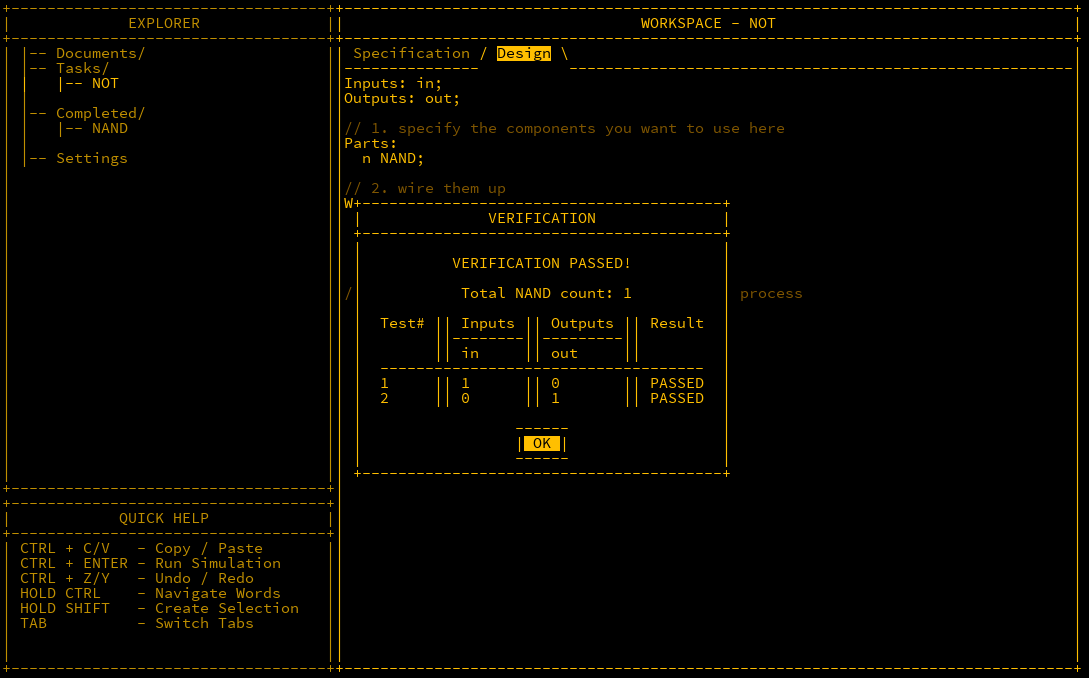 EXPLORER
|-- Documents/
|-- Tasks/
|-- NOT
|-- Completed/
|-- NAND
|-- Settings
QUICK HELP
CTRL + C/V - Copy / Paste
CTRL + ENTER - Run Simulation
CTRL + Z/Y - Undo / Redo
HOLD CTRL - Navigate Words
HOLD SHIFT - Create Selection
TAB - Switch Tabs
WORKSPACE - NOT
Specification / Design \
Inputs: in;
Outputs: out;
// 1. specify the components you want to use here
Parts:
n NAND;
// 2. wire them up
W
/ process
VERIFICATION
VERIFICATION PASSED!
Total NAND count: 1
Test# || Inputs || Outputs || Result
|| in || out ||
1 || 1 || 0 || PASSED
2 || 0 || 1 || PASSED
| OK |